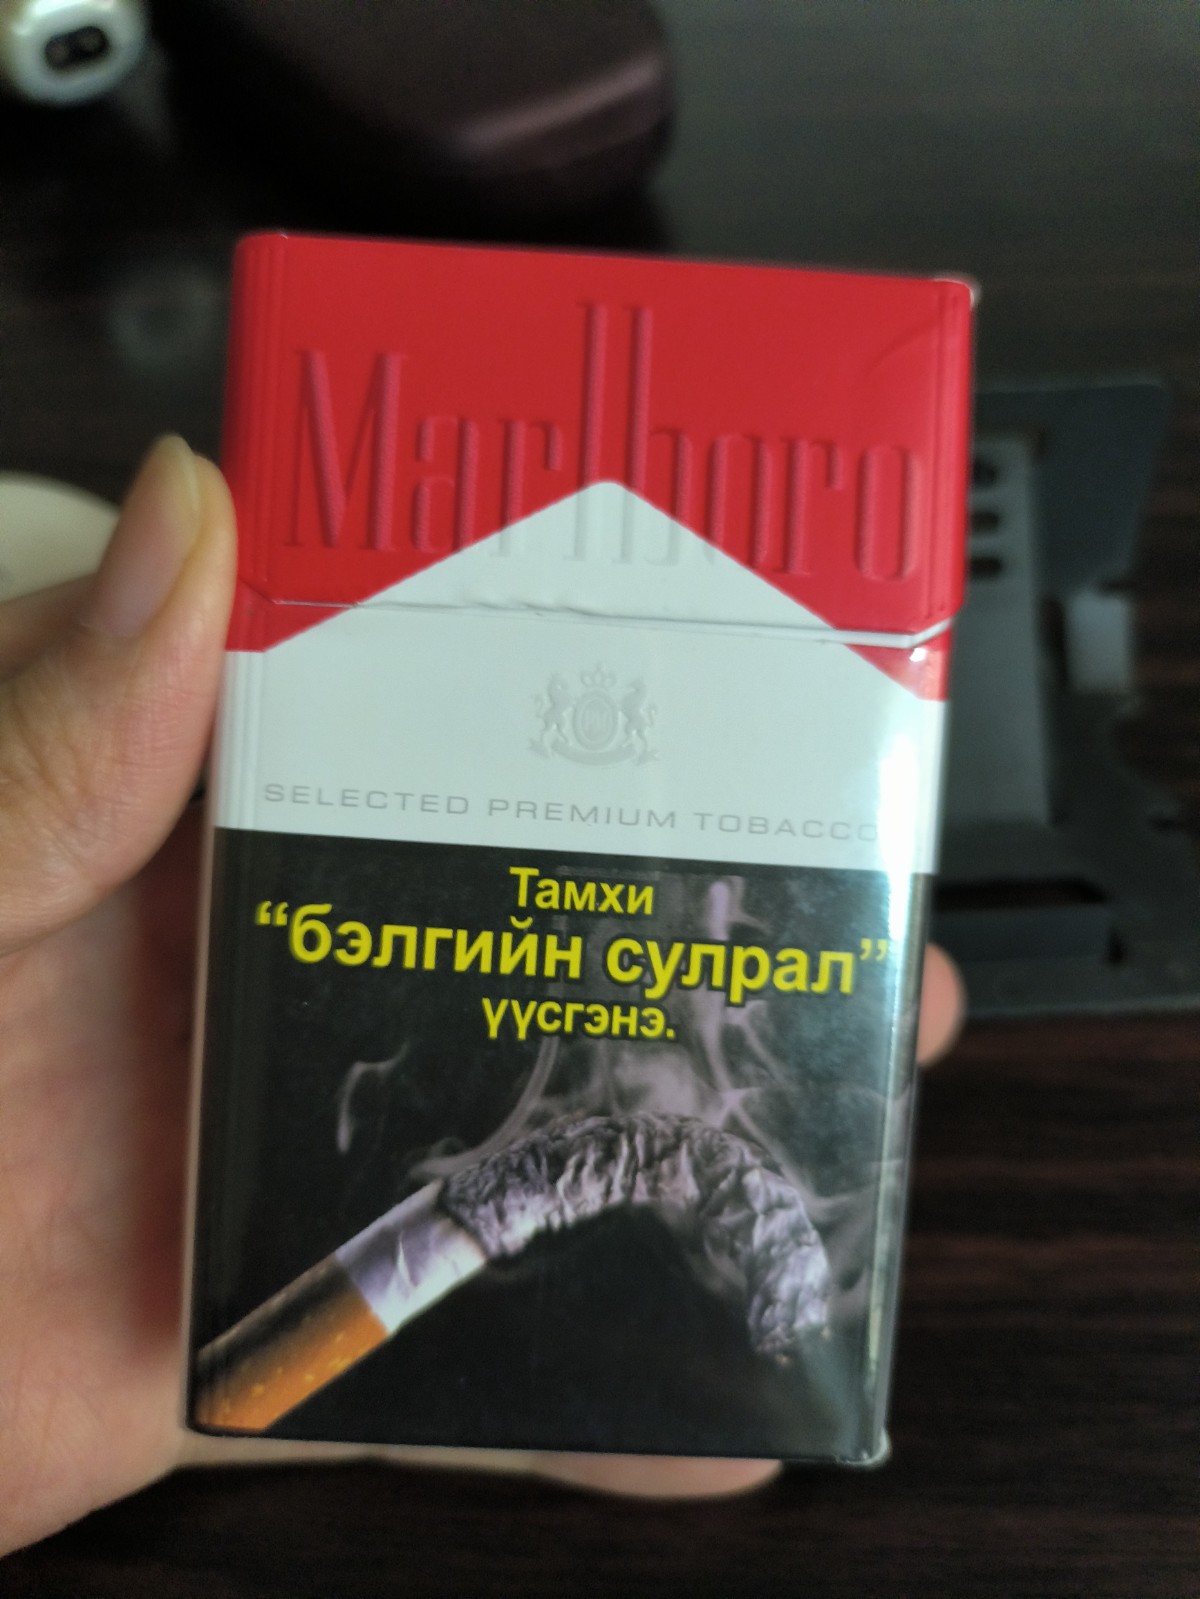 Marlboro
SELECTED PREMIUM TOBACCO
Тамхи
“бэлгийн сулрал”
үүсгэнэ.